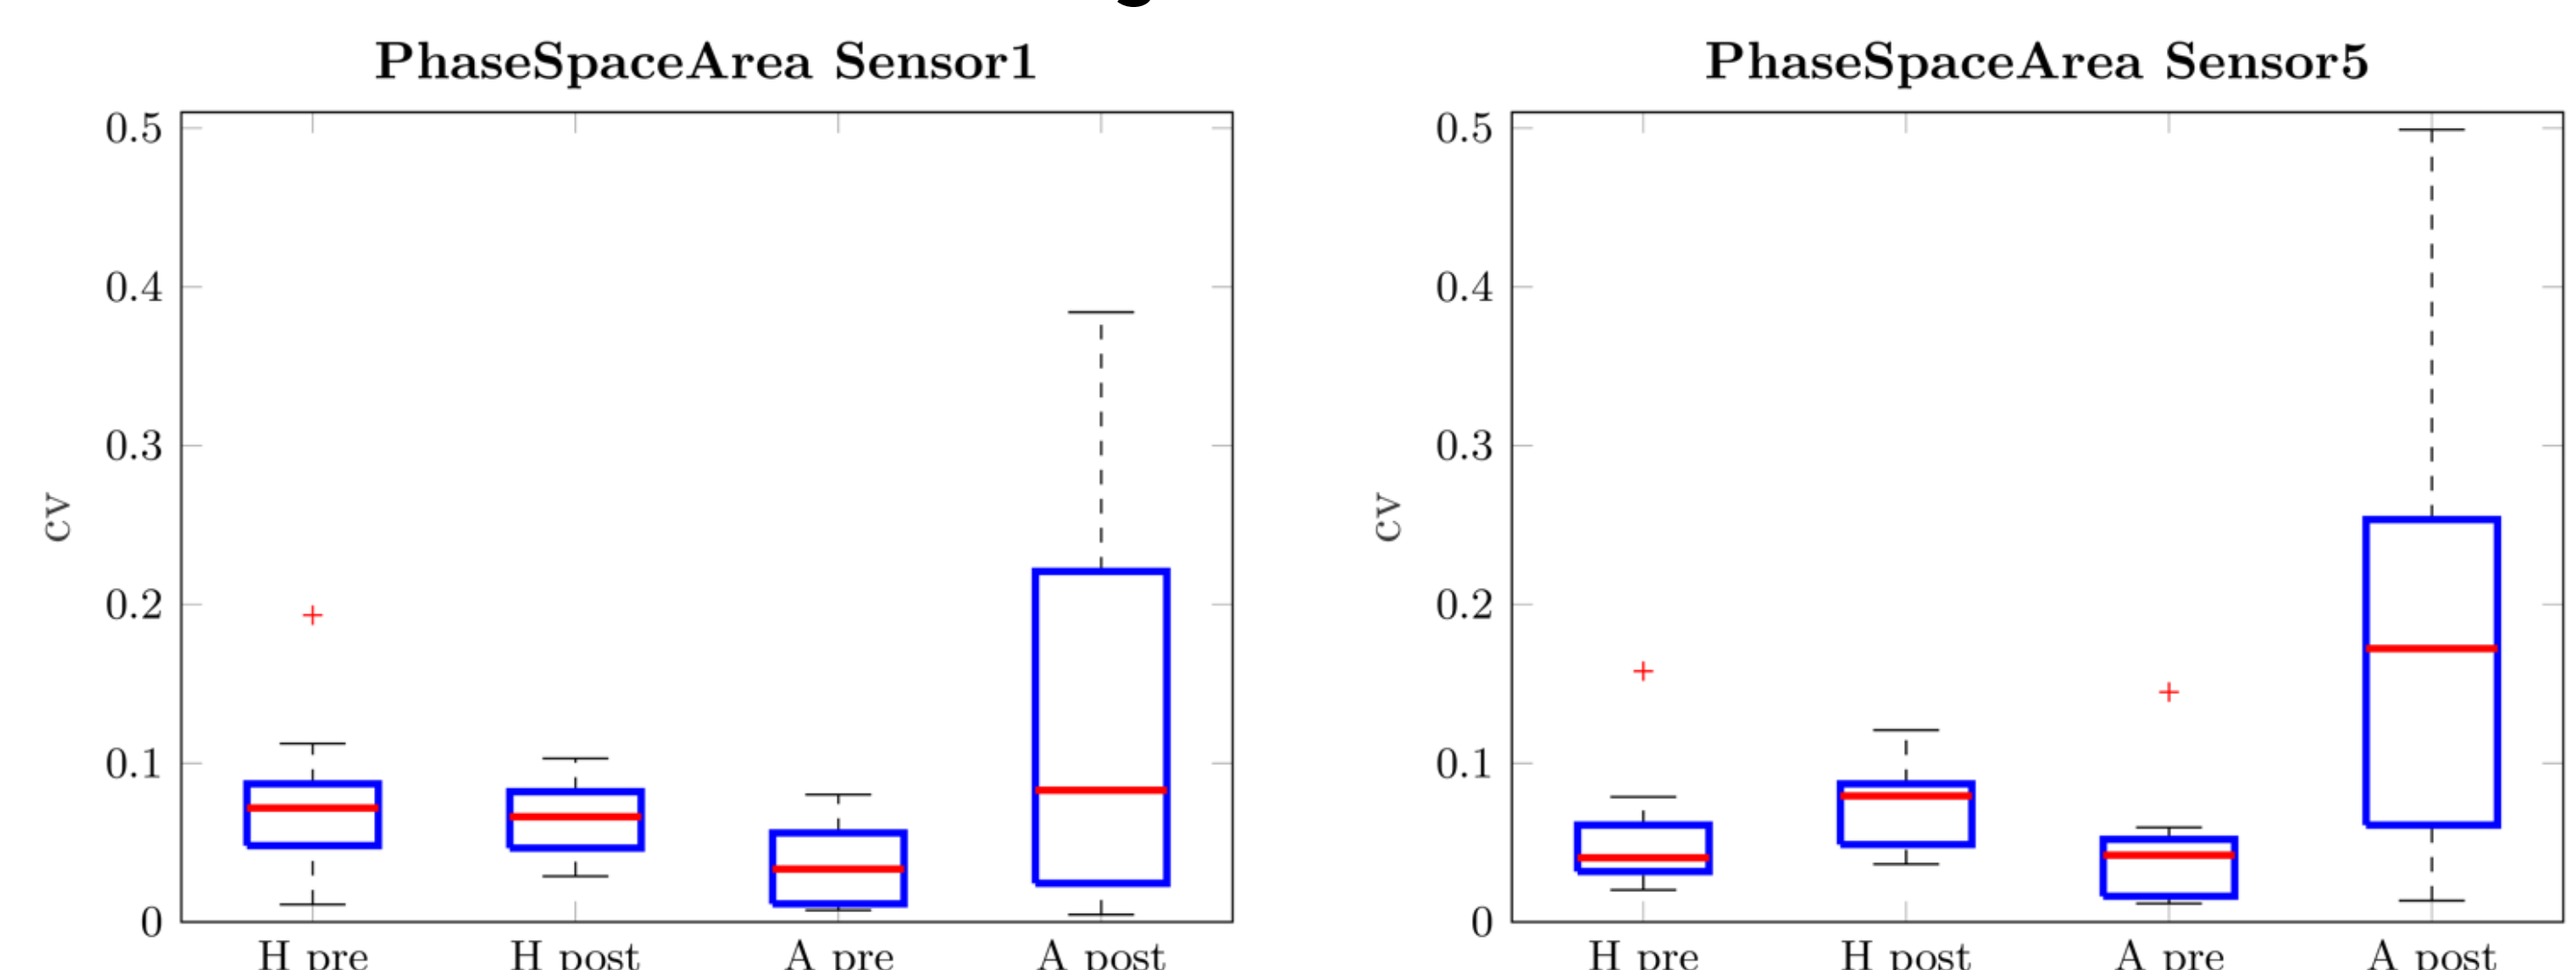 PhaseSpaceArea Sensor1
0.5
0.4
0.3
0.2
0.1
0
cv
H pre
H post
A pre
A post
PhaseSpaceArea Sensor5
0.5
0.4
0.3
0.2
0.1
0
cv
H pre
H post
A pre
A post